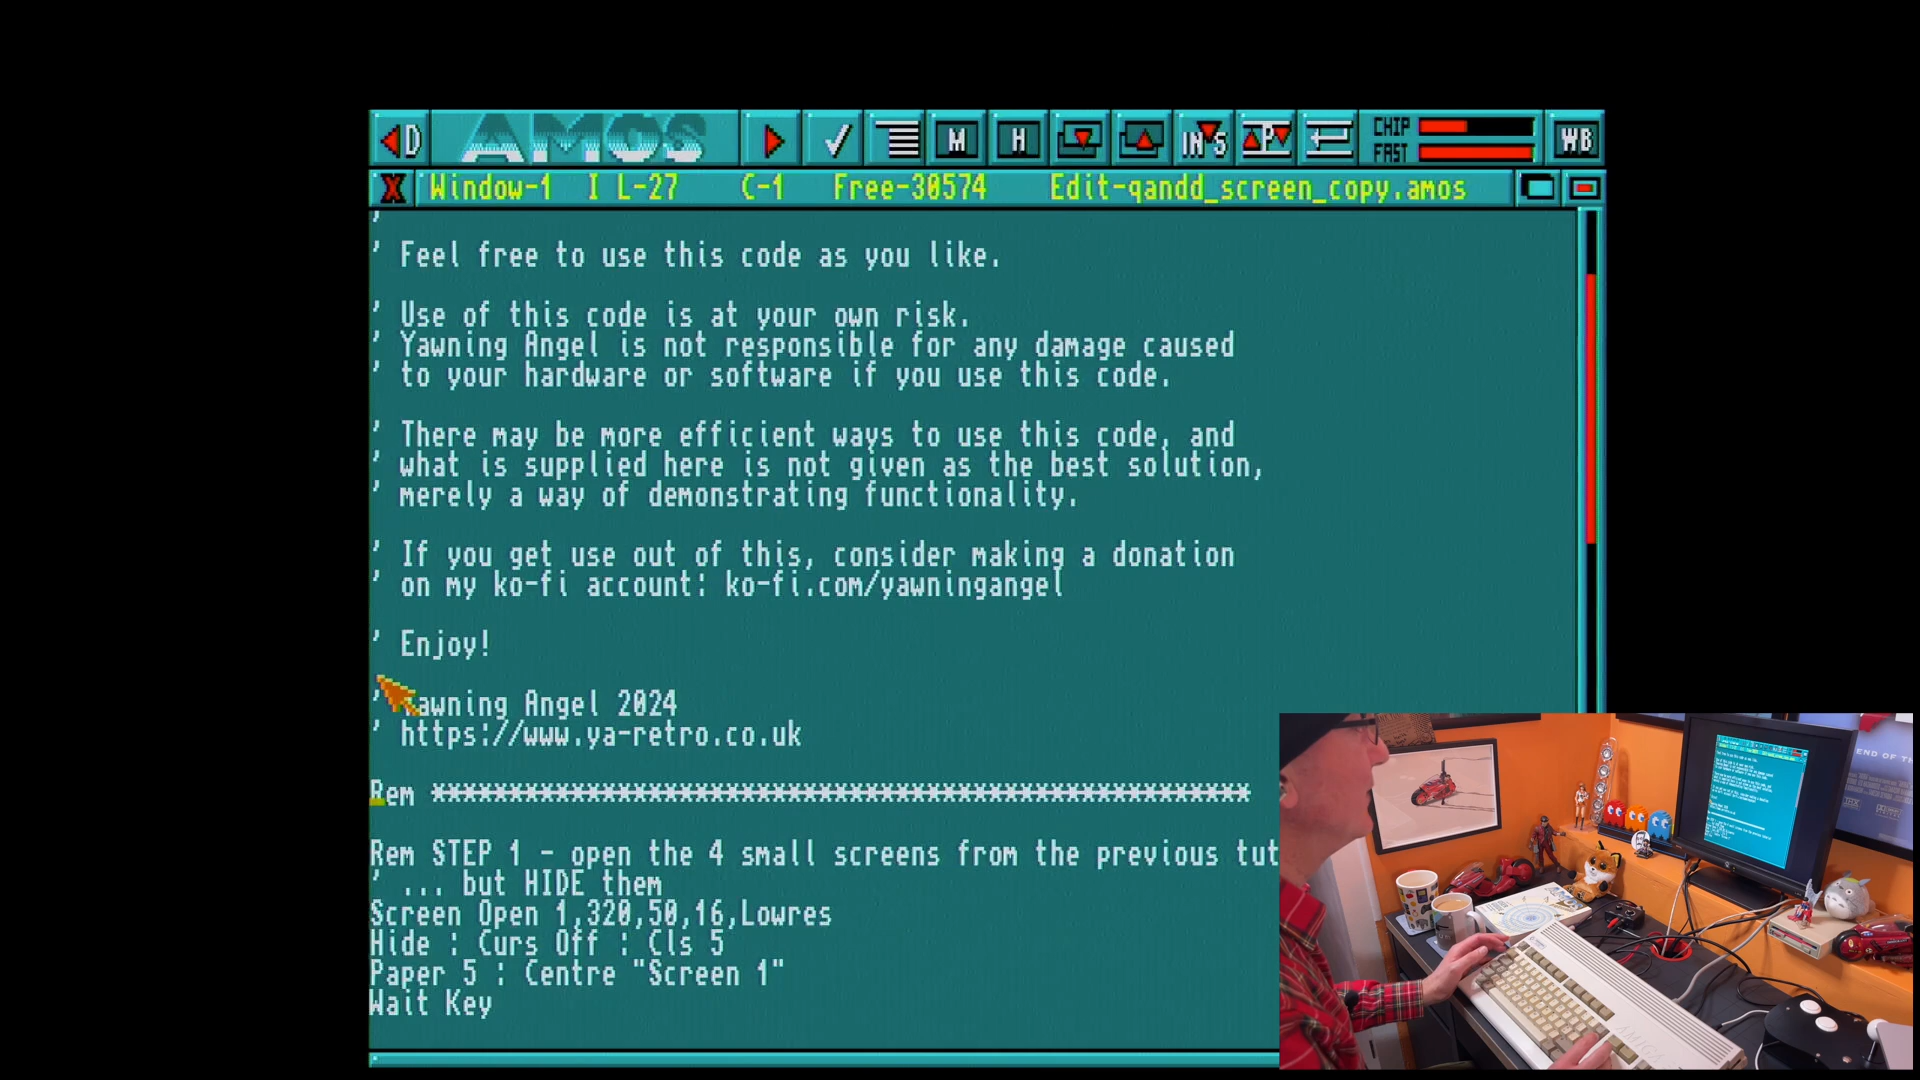 D AMOS M H INS P CHIP FAST WB
X Window-1 I L-27 C-1 Free-30574 Edit-qandd_screen_copy.amos
'
' Feel free to use this code as you like.
'
' Use of this code is at your own risk.
' Yawning Angel is not responsible for any damage caused
' to your hardware or software if you use this code.
'
' There may be more efficient ways to use this code, and
' what is supplied here is not given as the best solution,
' merely a way of demonstrating functionality.
'
' If you get use out of this, consider making a donation
' on my ko-fi account: ko-fi.com/yawningangel
'
' Enjoy!
'
' Yawning Angel 2024
' https://www.ya-retro.co.uk
Rem *****************************************************
Rem STEP 1 - open the 4 small screens from the previous tut
' ... but HIDE them
Screen Open 1,320,50,16,Lowres
Hide : Curs Off : Cls 5
Paper 5 : Centre "Screen 1"
Wait Key
END OF TH
AMIGA